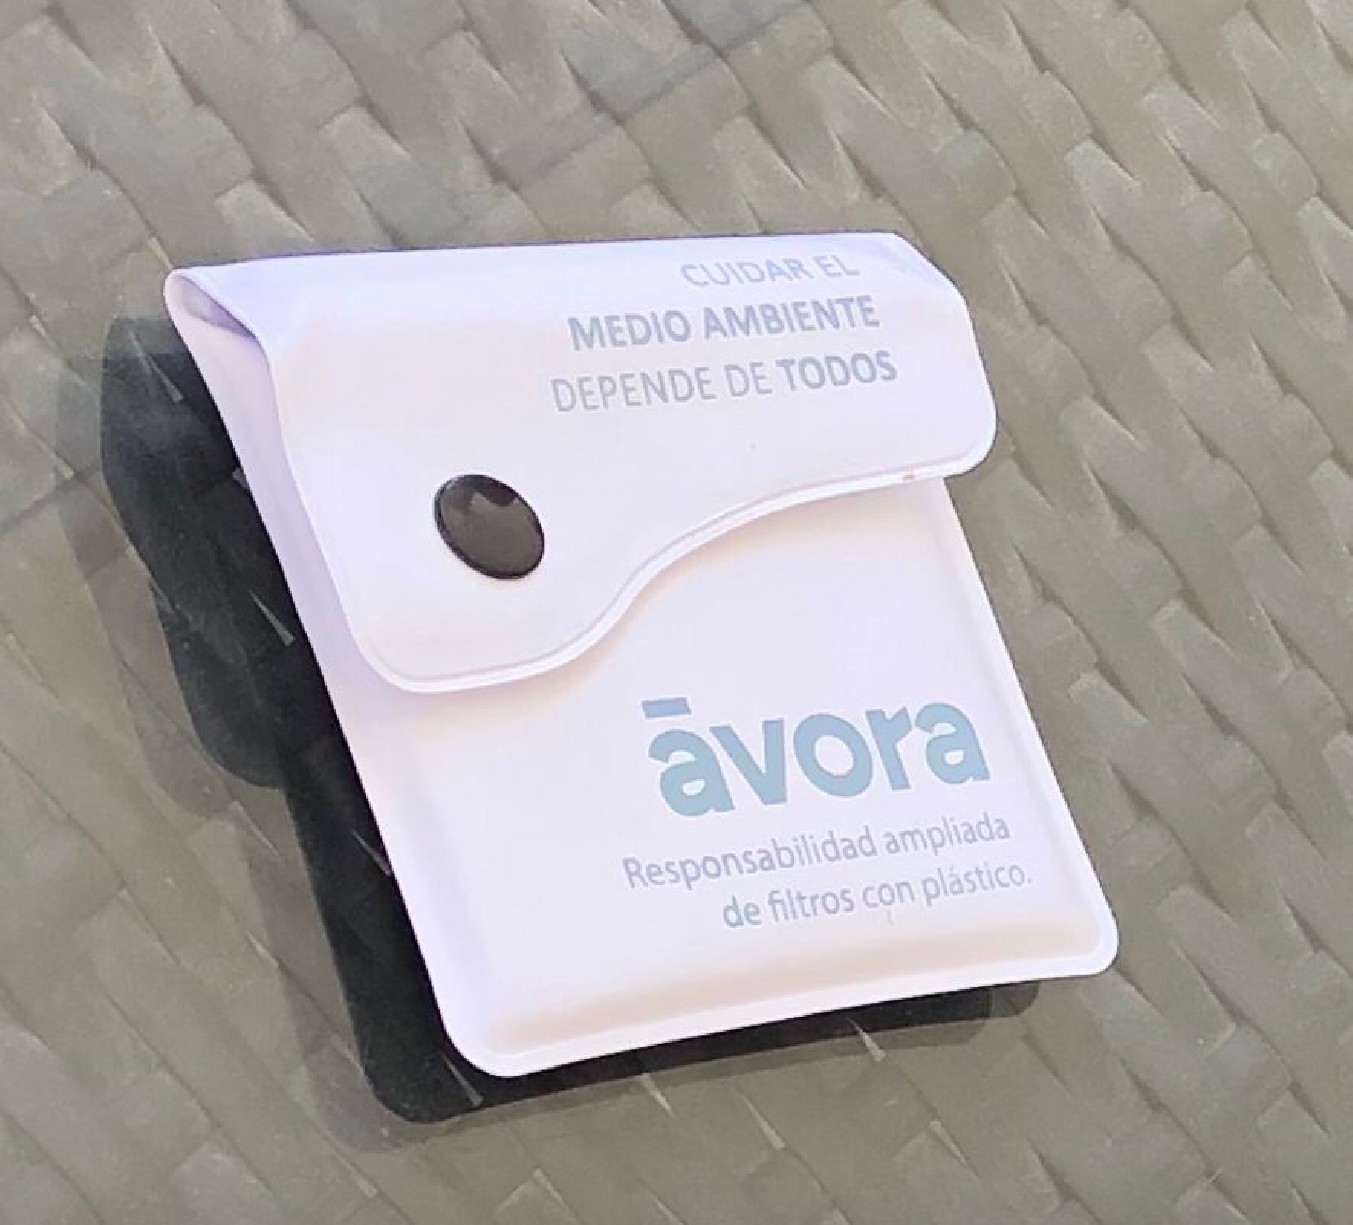 CUIDAR EL
MEDIO AMBIENTE
DEPENDE DE TODOS
āvora
Responsabilidad ampliada
de filtros con plástico.